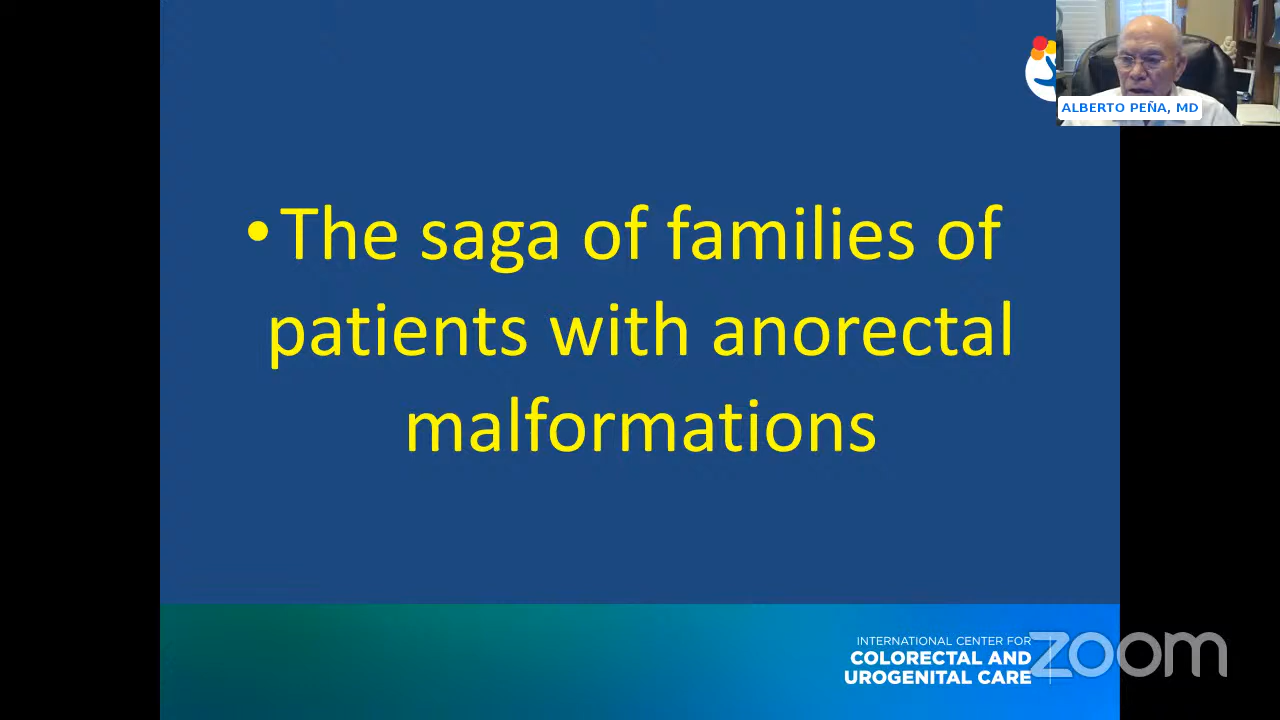 ALBERTO PEÑA, MD
•The saga of families of
patients with anorectal
malformations
INTERNATIONAL CENTER FOR
COLORECTAL AND
UROGENITAL CARE
zoom